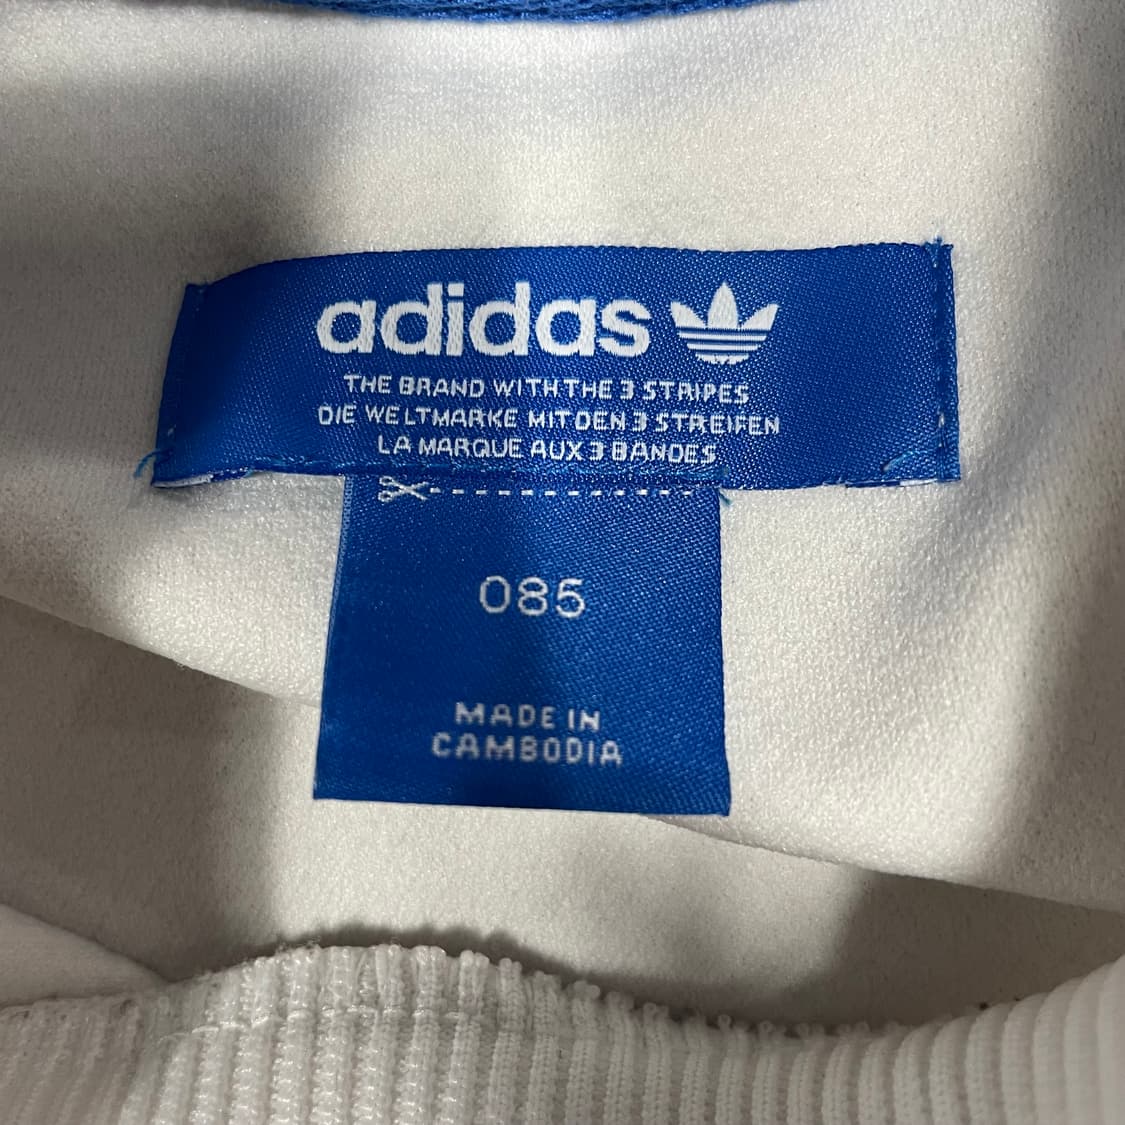 adidas
THE BRAND WITH THE 3 STRIPES
DIE WELTMARKE MIT DEN 3 STREIFEN
LA MARQUE AUX 3 BANDES
085
MADE IN
CAMBODIA